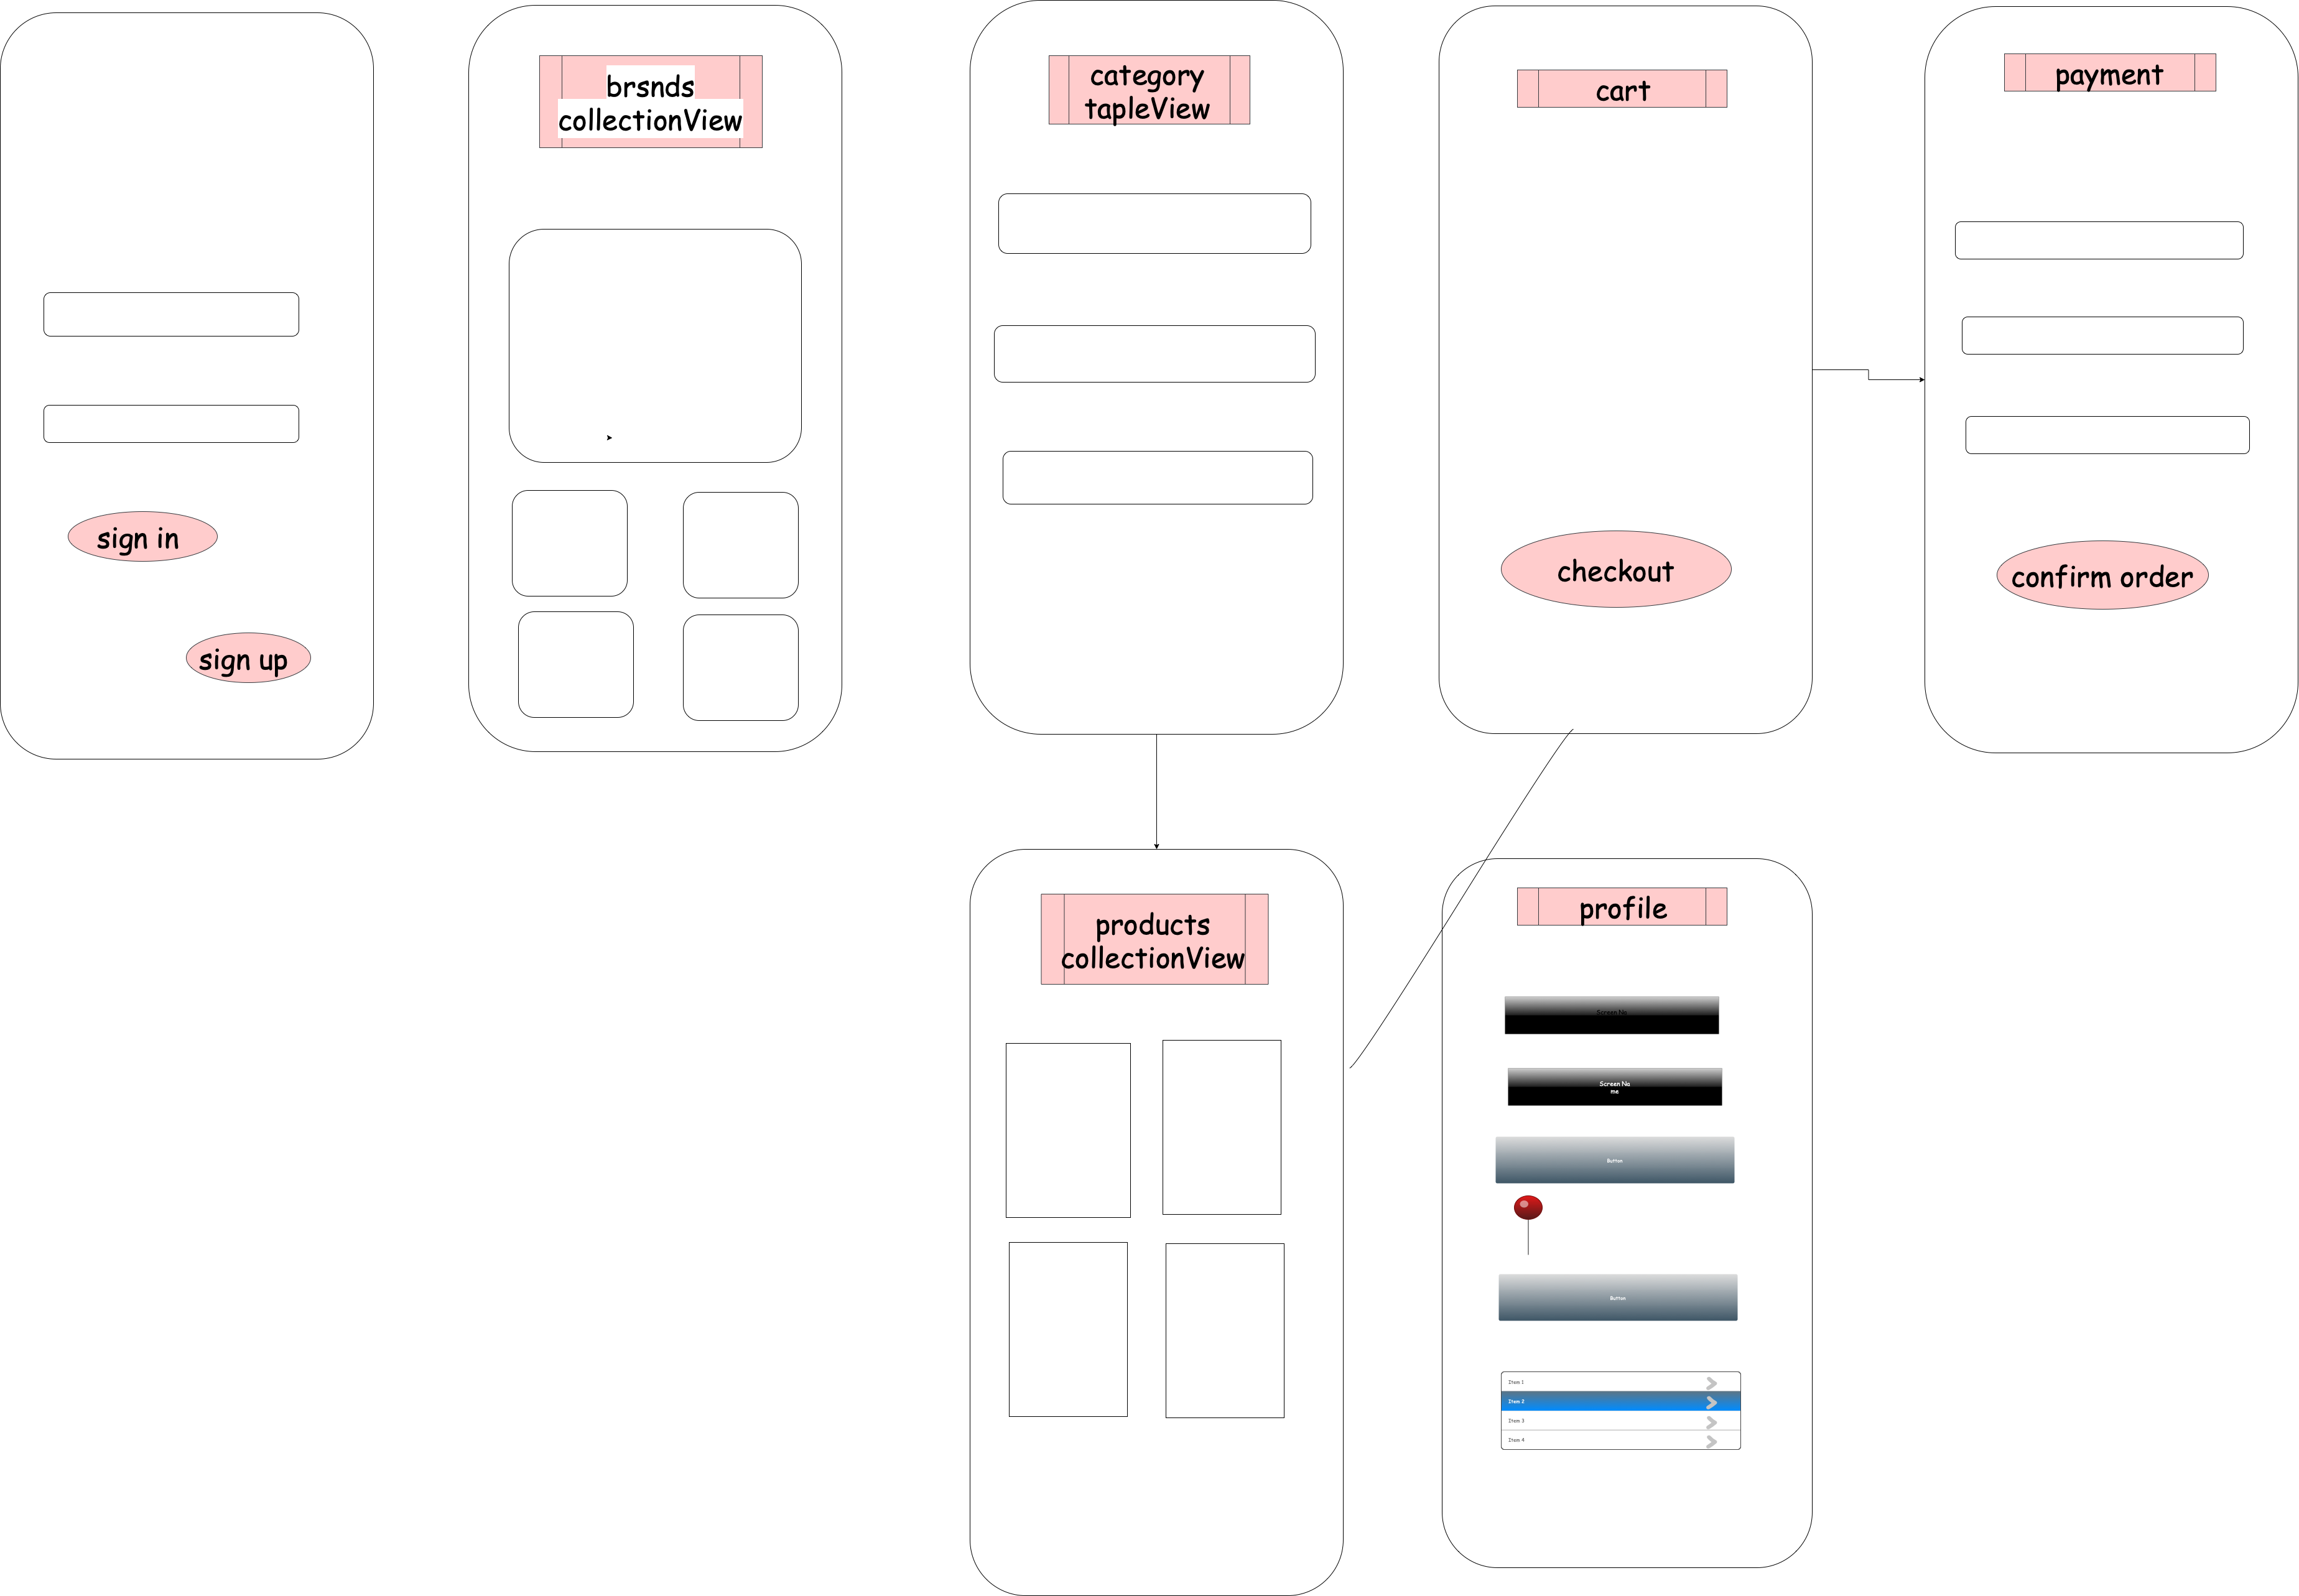 sign in
sign up
brsnds
collectionView
category
tapleView
cart
checkout
payment
confirm order
products
collectionView
profile
Screen Na
Screen Na
me
Button
Button
Item 1
Item 2
Item 3
Item 4